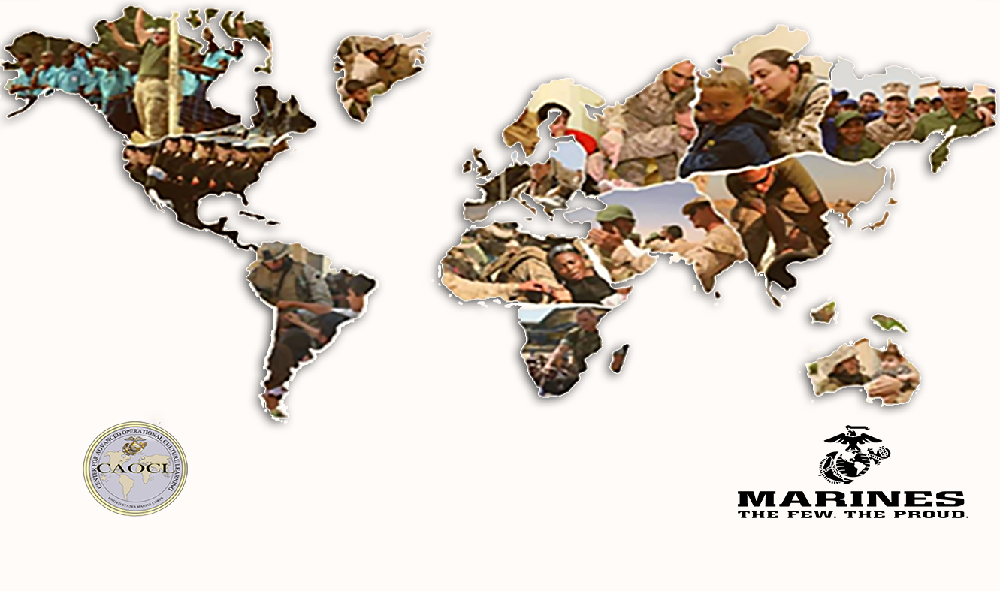 CENTER FOR ADVANCED OPERATIONAL CULTURE LEARNING
CAOCL
UNITED STATES MARINE CORPS
MARINES
THE FEW. THE PROUD.